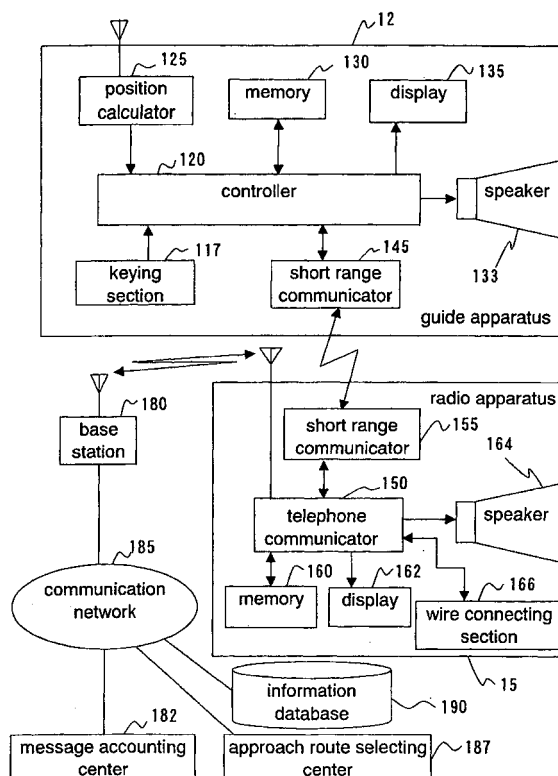 12
125
position
calculator
130
memory
135
display
120
controller
speaker
133
117
keying
section
145
short range
communicator
guide apparatus
180
base
station
radio apparatus
short range
communicator
155
164
150
telephone
communicator
speaker
185
communication
network
160
memory
162
display
166
wire connecting
section
15
information
database
190
182
message accounting
center
approach route selecting
center
187